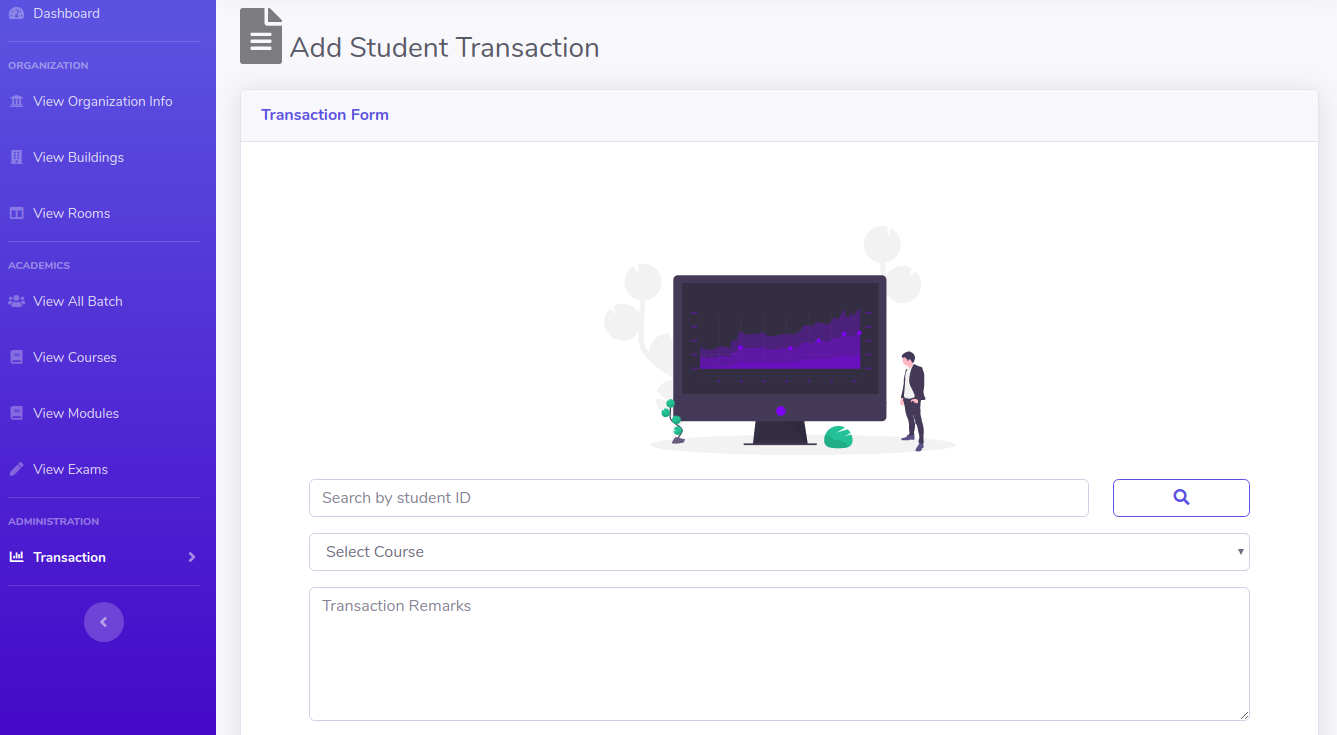 Dashboard
ORGANIZATION
View Organization Info
View Buildings
View Rooms
ACADEMICS
View All Batch
View Courses
View Modules
View Exams
ADMINISTRATION
Transaction
Add Student Transaction
Transaction Form
Search by student ID
Select Course
Transaction Remarks